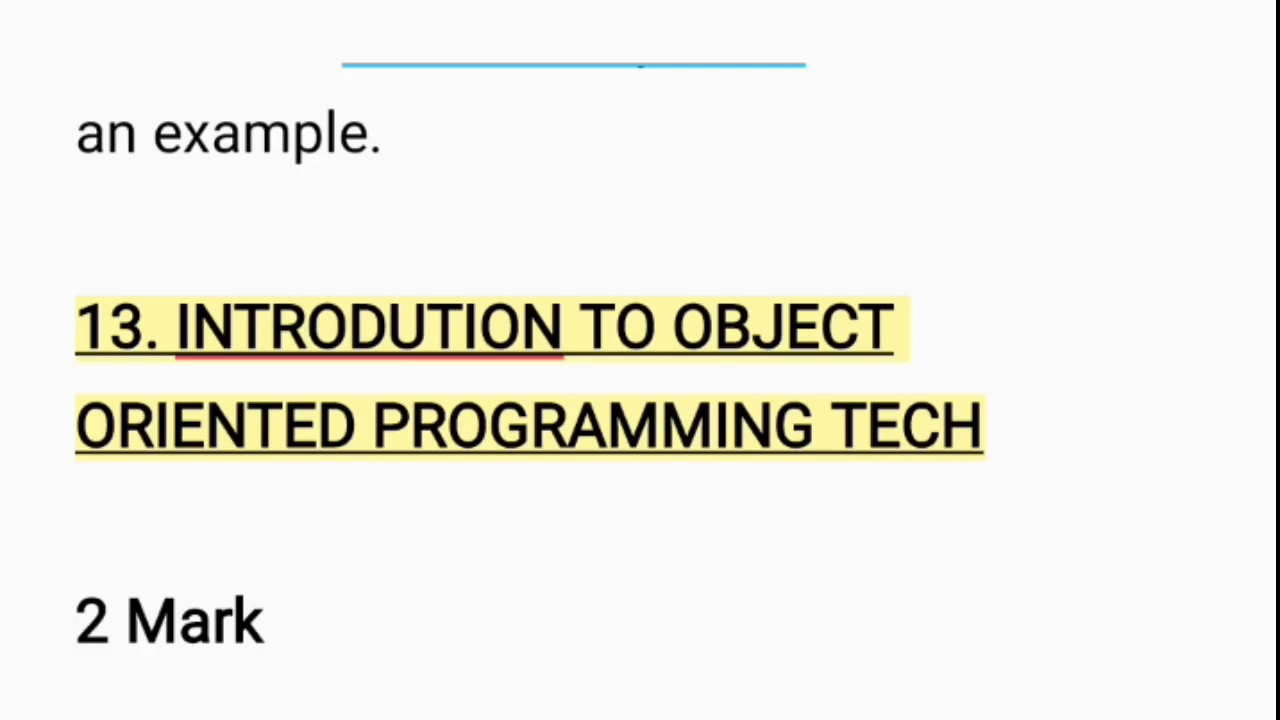 an example.
13. INTRODUTION TO OBJECT
ORIENTED PROGRAMMING TECH
2 Mark